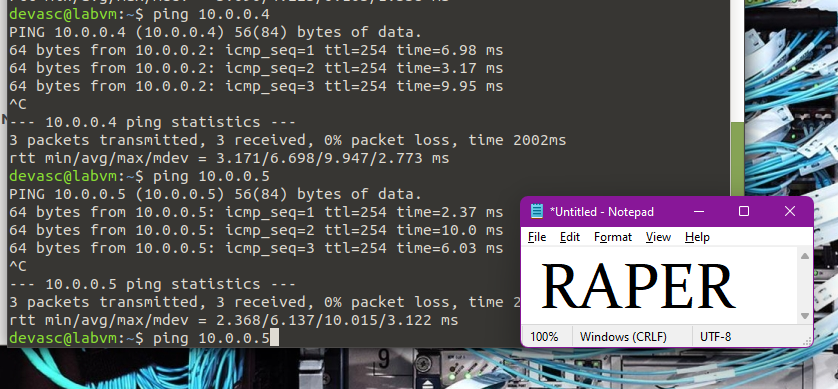 devasc@labvm:~$ ping 10.0.0.4
PING 10.0.0.4 (10.0.0.4) 56(84) bytes of data.
64 bytes from 10.0.0.2: icmp_seq=1 ttl=254 time=6.98 ms
64 bytes from 10.0.0.2: icmp_seq=2 ttl=254 time=3.17 ms
64 bytes from 10.0.0.2: icmp_seq=3 ttl=254 time=9.95 ms
^C
--- 10.0.0.4 ping statistics ---
3 packets transmitted, 3 received, 0% packet loss, time 2002ms
rtt min/avg/max/mdev = 3.171/6.698/9.947/2.773 ms
devasc@labvm:~$ ping 10.0.0.5
PING 10.0.0.5 (10.0.0.5) 56(84) bytes of data.
64 bytes from 10.0.0.5: icmp_seq=1 ttl=254 time=2.37 ms
64 bytes from 10.0.0.5: icmp_seq=2 ttl=254 time=10.0 ms
64 bytes from 10.0.0.5: icmp_seq=3 ttl=254 time=6.03 ms
^C
--- 10.0.0.5 ping statistics ---
3 packets transmitted, 3 received, 0% packet loss, time 2
rtt min/avg/max/mdev = 2.368/6.137/10.015/3.122 ms
devasc@labvm:~$ ping 10.0.0.5
*Untitled - Notepad
File Edit Format View Help
RAPER
100% Windows (CRLF) UTF-8
9